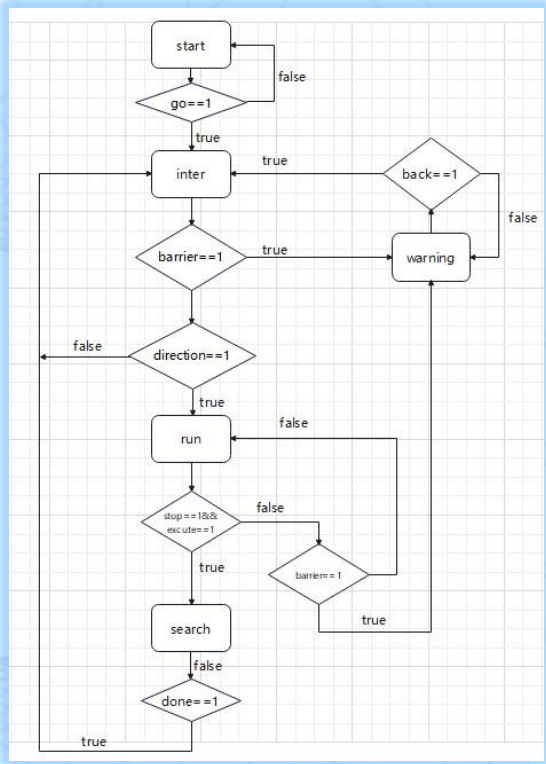 start
false
go==1
true
inter
true
back==1
false
barrier==1
true
warning
direction==1
false
true
run
false
stop==1&&
excute==1
false
barrier==1
true
true
search
false
done==1
true